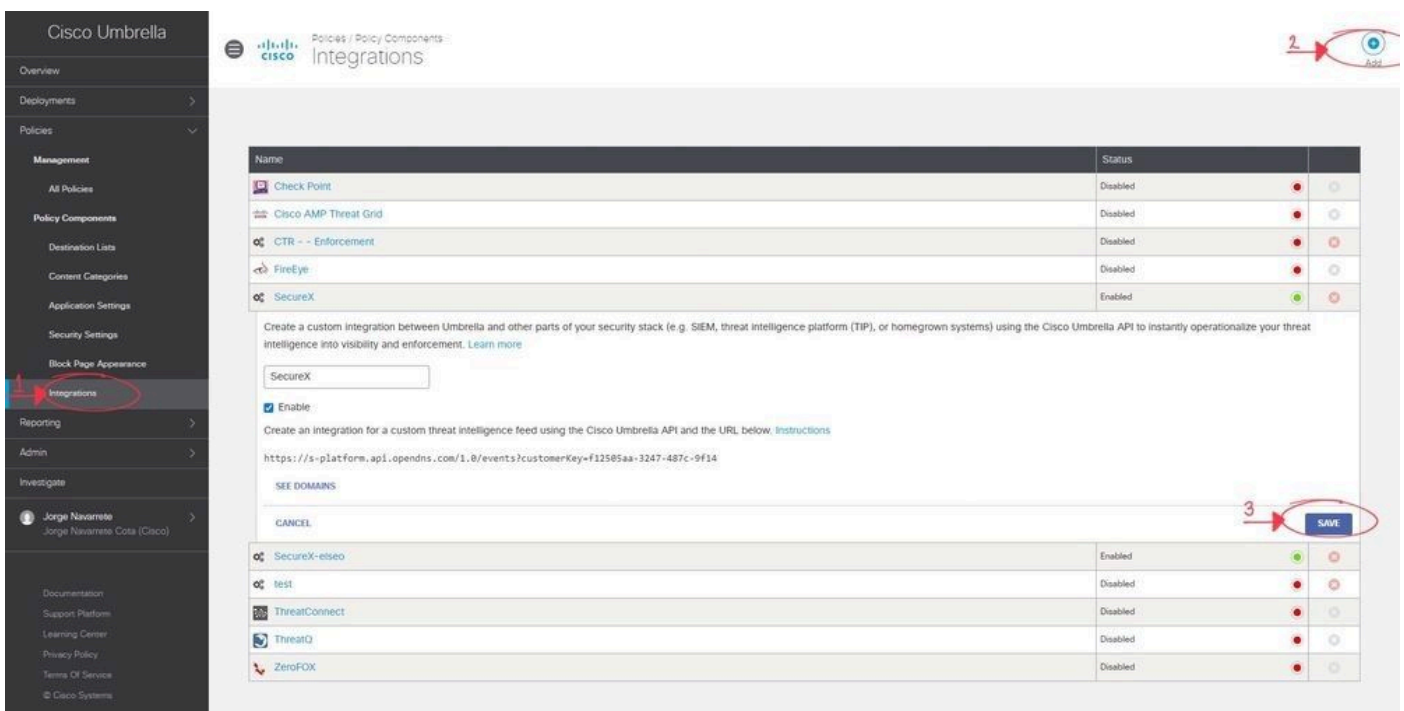 Cisco Umbrella
Overview
Deployments
Policies
Management
All Policies
Policy Components
Destination Lists
Content Categories
Application Settings
Security Settings
Block Page Appearance
1
Integrations
Reporting
Admin
Investigate
Jorge Navarrete
Jorge Navarrete Cota (Cisco)
Documentation
Support Platform
Learning Center
Privacy Policy
Terms Of Service
© Cisco Systems
CISCO
Policies / Policy Components
Integrations
2
Add
Name Status
Check Point Disabled
Cisco AMP Threat Grid Disabled
CTR - - Enforcement Disabled
FireEye Disabled
SecureX Enabled
Create a custom integration between Umbrella and other parts of your security stack (e.g. SIEM, threat intelligence platform (TIP), or homegrown systems) using the Cisco Umbrella API to instantly operationalize your threat
intelligence into visibility and enforcement. Learn more
SecureX
Enable
Create an integration for a custom threat intelligence feed using the Cisco Umbrella API and the URL below. Instructions
https://s-platform.api.opendns.com/1.0/events?customerKey=f12505aa-3247-487c-9f14
SEE DOMAINS
CANCEL
3
SAVE
SecureX-elseo Enabled
test Disabled
ThreatConnect Disabled
ThreatQ Disabled
ZeroFOX Disabled